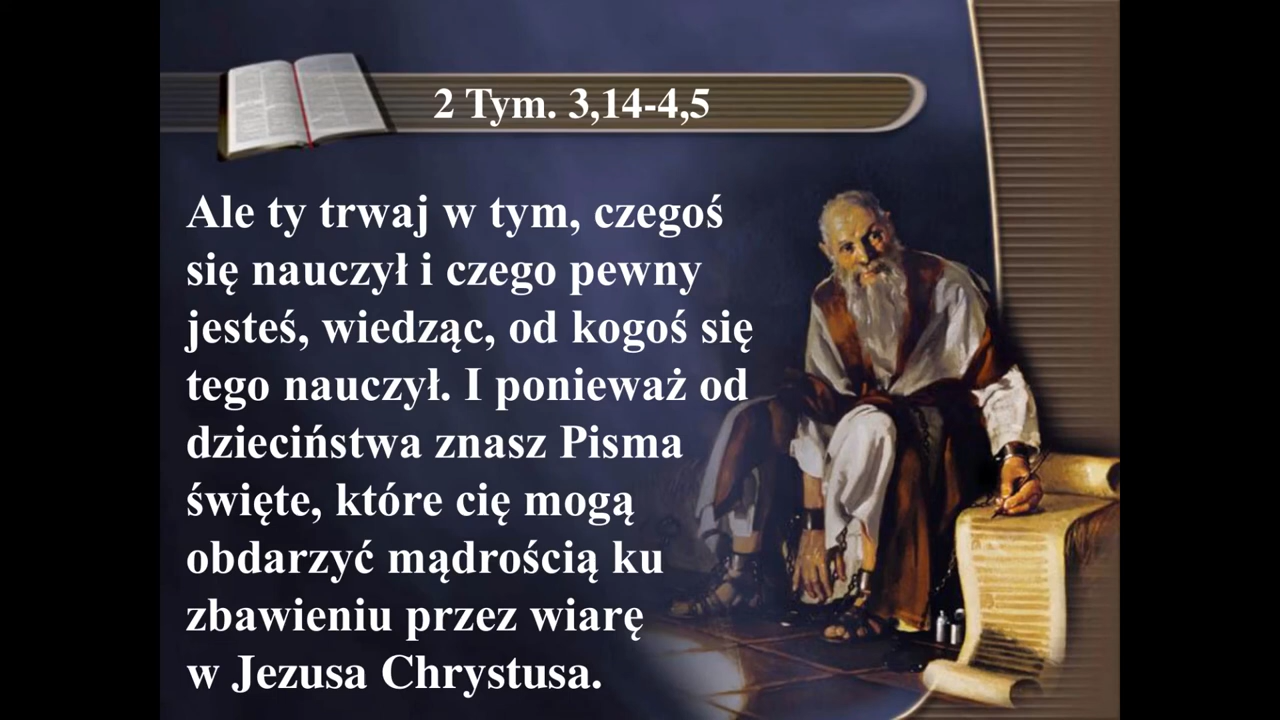 2 Tym. 3,14-4,5
Ale ty trwaj w tym, czegoś
się nauczył i czego pewny
jesteś, wiedząc, od kogoś się
tego nauczył. I ponieważ od
dzieciństwa znasz Pisma
święte, które cię mogą
obdarzyć mądrością ku
zbawieniu przez wiarę
w Jezusa Chrystusa.